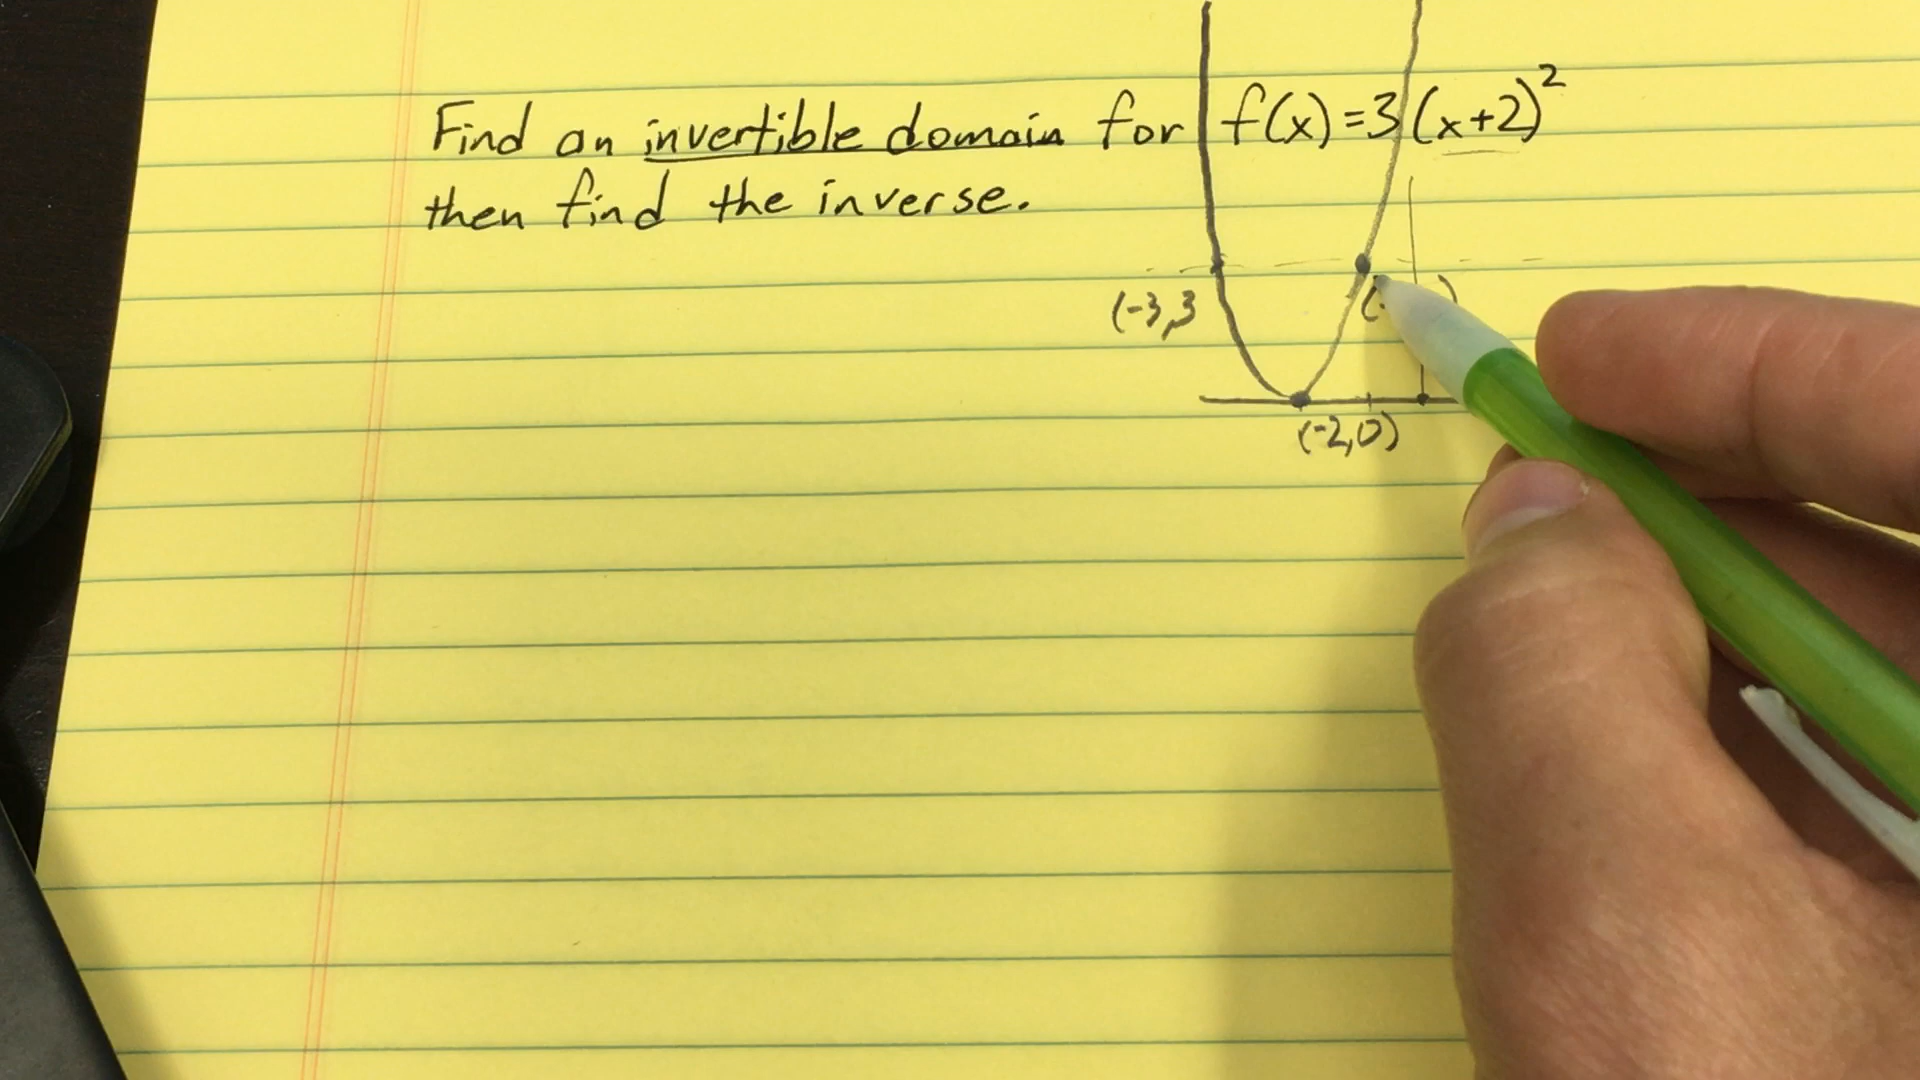 Find an invertible domain for f(x)=3(x+2)²
then find the inverse.
(-3,3
(-2,0)